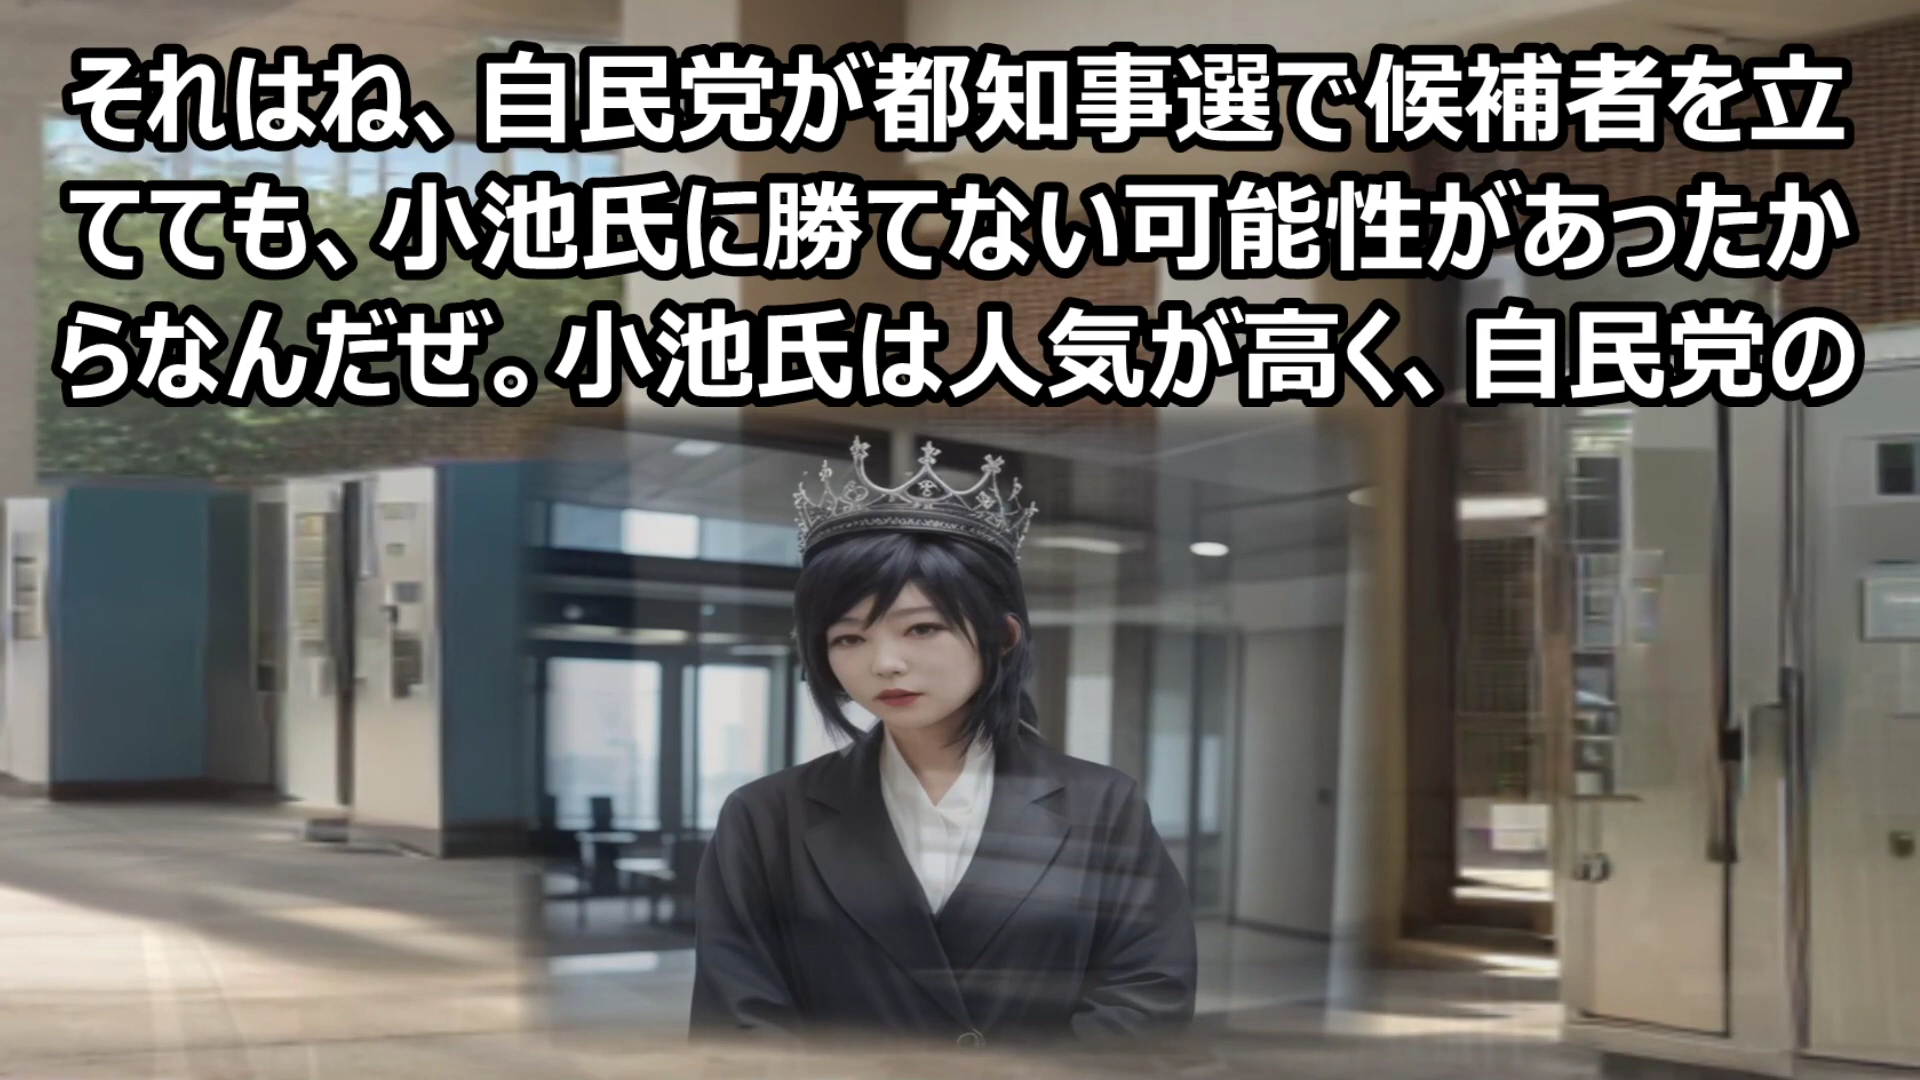 それはね、自民党が都知事選で候補者を立
てても、小池氏に勝てない可能性があったか
らなんだぜ。小池氏は人気が高く、自民党の